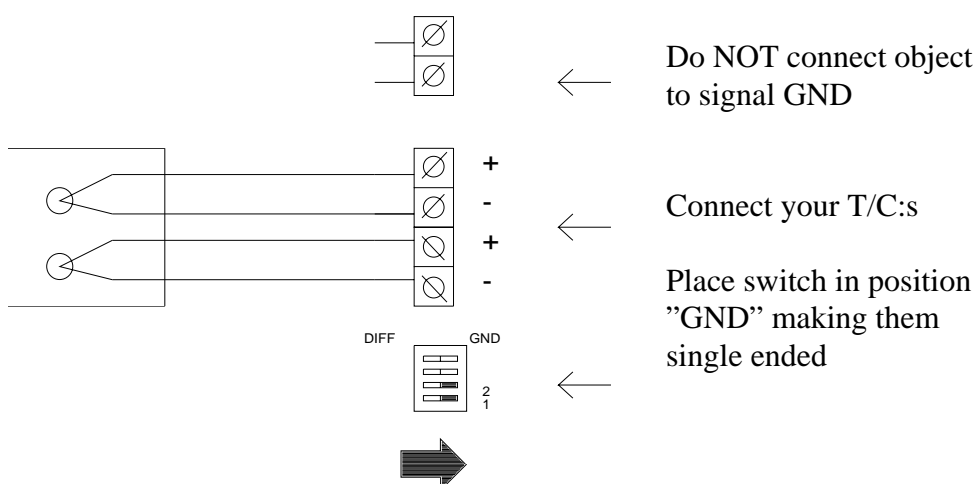 Do NOT connect object
to signal GND
+
-
Connect your T/C:s
+
-
Place switch in position
”GND” making them
single ended
DIFF
GND
2
1